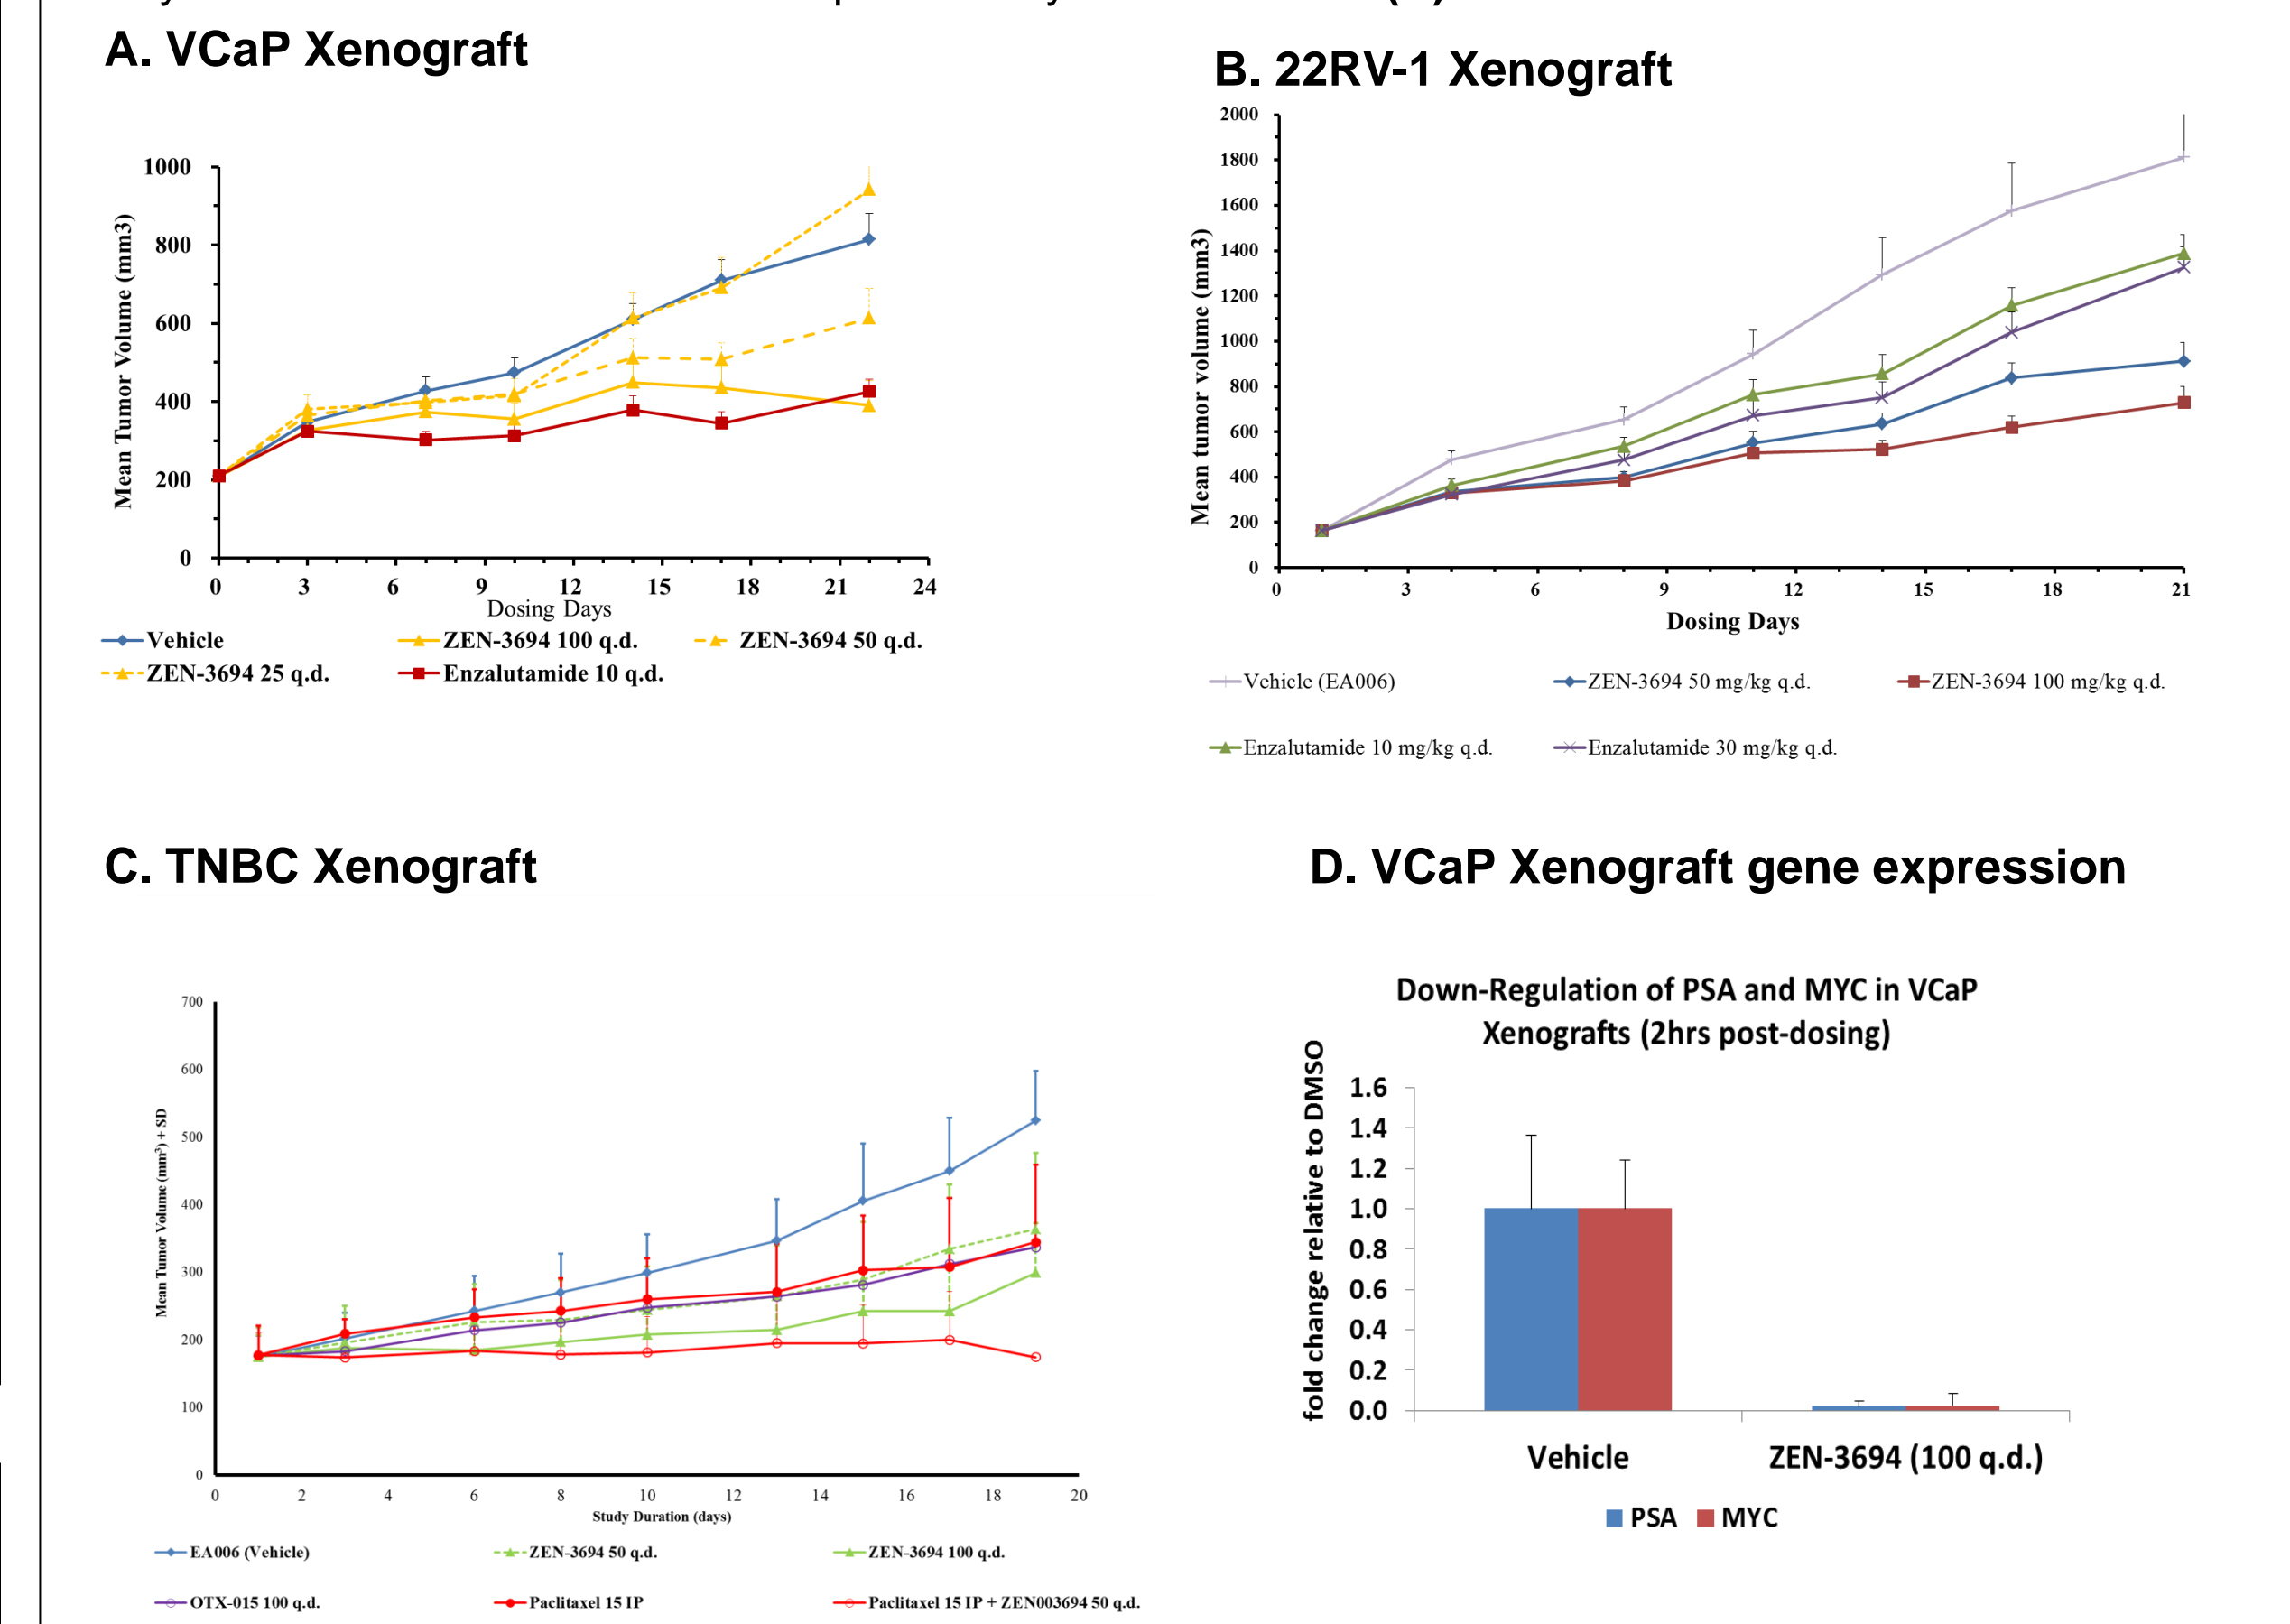 A. VCaP Xenograft
Mean Tumor Volume (mm3)
1000
800
600
400
200
0
0 3 6 9 12 15 18 21 24
Dosing Days
Vehicle ZEN-3694 100 q.d. ZEN-3694 50 q.d.
ZEN-3694 25 q.d. Enzalutamide 10 q.d.
B. 22RV-1 Xenograft
Mean tumor volume (mm3)
2000
1800
1600
1400
1200
1000
800
600
400
200
0
0 3 6 9 12 15 18 21
Dosing Days
Vehicle (EA006) ZEN-3694 50 mg/kg q.d. ZEN-3694 100 mg/kg q.d.
Enzalutamide 10 mg/kg q.d. Enzalutamide 30 mg/kg q.d.
C. TNBC Xenograft
Mean Tumor Volume (mm³) + SD
700
600
500
400
300
200
100
0
0 2 4 6 8 10 12 14 16 18 20
Study Duration (days)
EA006 (Vehicle) ZEN-3694 50 q.d. ZEN-3694 100 q.d.
OTX-015 100 q.d. Paclitaxel 15 IP Paclitaxel 15 IP + ZEN003694 50 q.d.
D. VCaP Xenograft gene expression
Down-Regulation of PSA and MYC in VCaP
Xenografts (2hrs post-dosing)
fold change relative to DMSO
1.6
1.4
1.2
1.0
0.8
0.6
0.4
0.2
0.0
Vehicle ZEN-3694 (100 q.d.)
PSA MYC